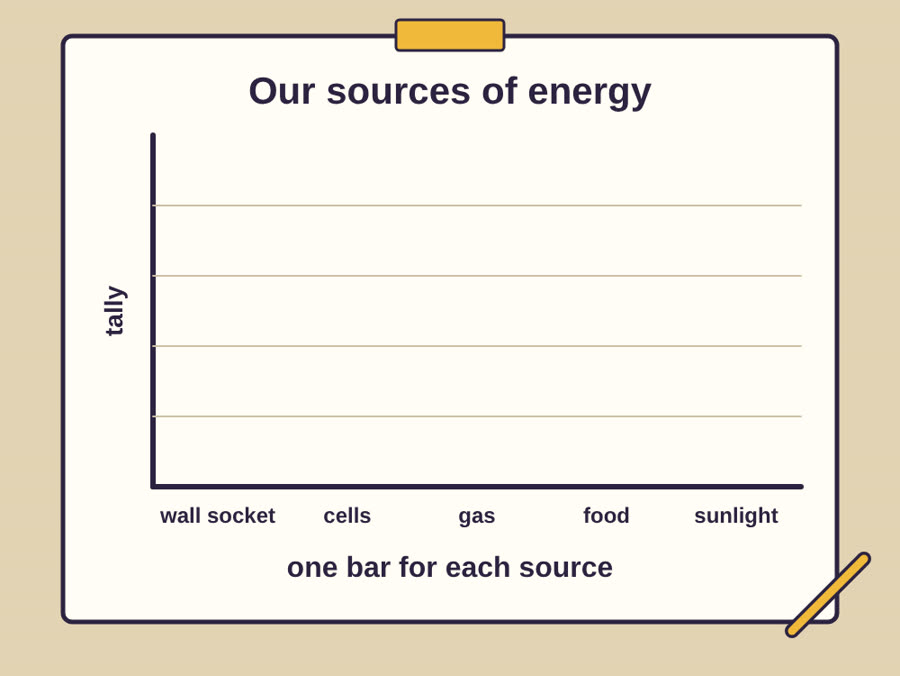 Our sources of energy
tally
wall socket cells gas food sunlight
one bar for each source